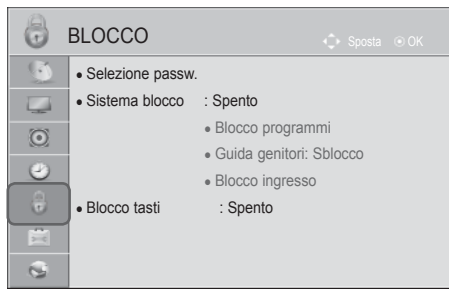 BLOCCO
Sposta OK
• Selezione passw.
• Sistema blocco : Spento
• Blocco programmi
• Guida genitori: Sblocco
• Blocco ingresso
• Blocco tasti : Spento